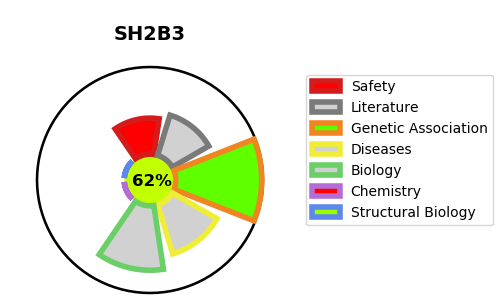 SH2B3
62%
Safety
Literature
Genetic Association
Diseases
Biology
Chemistry
Structural Biology